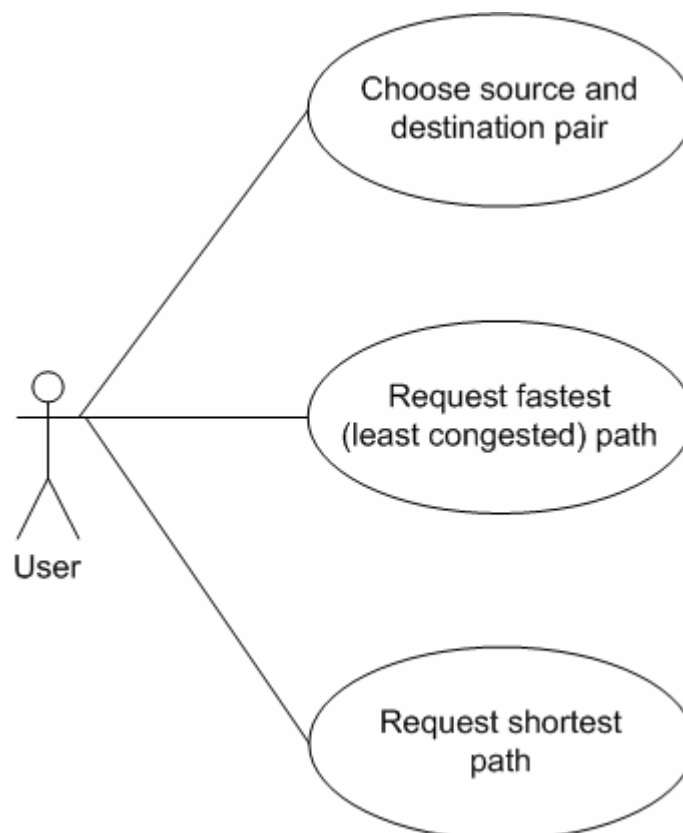 Choose source and
destination pair
Request fastest
(least congested) path
User
Request shortest
path